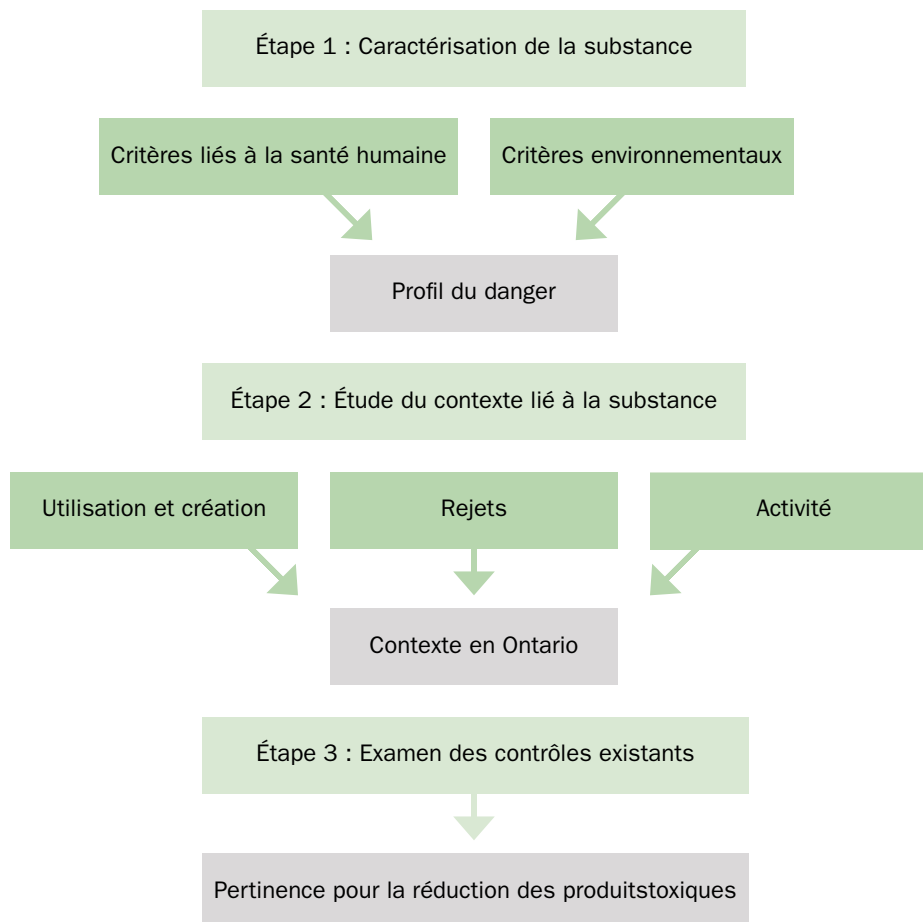 Étape 1 : Caractérisation de la substance
Critères liés à la santé humaine
Critères environnementaux
Profil du danger
Étape 2 : Étude du contexte lié à la substance
Utilisation et création
Rejets
Activité
Contexte en Ontario
Étape 3 : Examen des contrôles existants
Pertinence pour la réduction des produitstoxiques